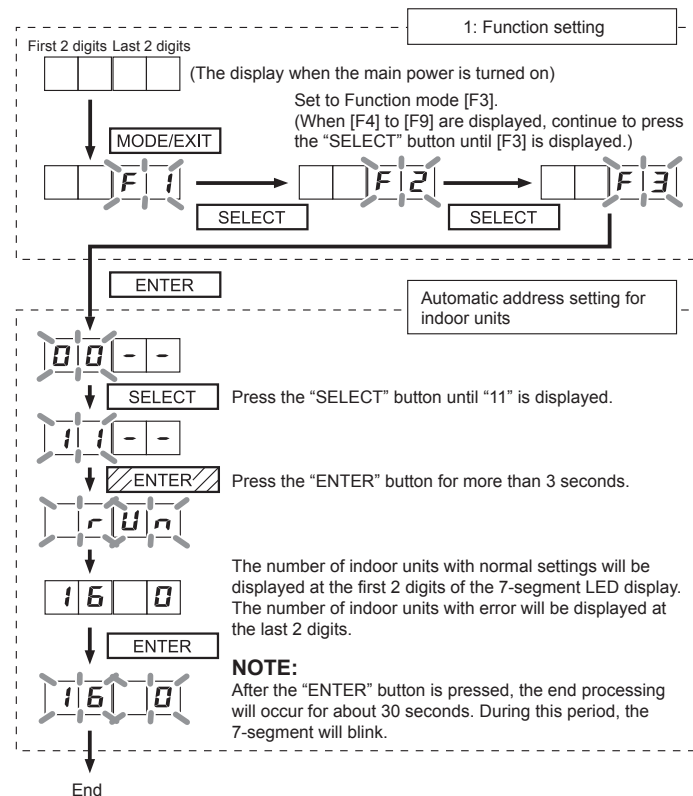 1: Function setting
First 2 digits Last 2 digits
(The display when the main power is turned on)
Set to Function mode [F3].
(When [F4] to [F9] are displayed, continue to press
the “SELECT” button until [F3] is displayed.)
MODE/EXIT
F 1
F 2
F 3
SELECT
SELECT
ENTER
Automatic address setting for
indoor units
0 0 - -
SELECT
Press the “SELECT” button until “11” is displayed.
1 1 - -
ENTER
Press the “ENTER” button for more than 3 seconds.
r U n
The number of indoor units with normal settings will be
displayed at the first 2 digits of the 7-segment LED display.
The number of indoor units with error will be displayed at
the last 2 digits.
1 6 0
ENTER
NOTE:
After the “ENTER” button is pressed, the end processing
will occur for about 30 seconds. During this period, the
7-segment will blink.
1 6 0
End